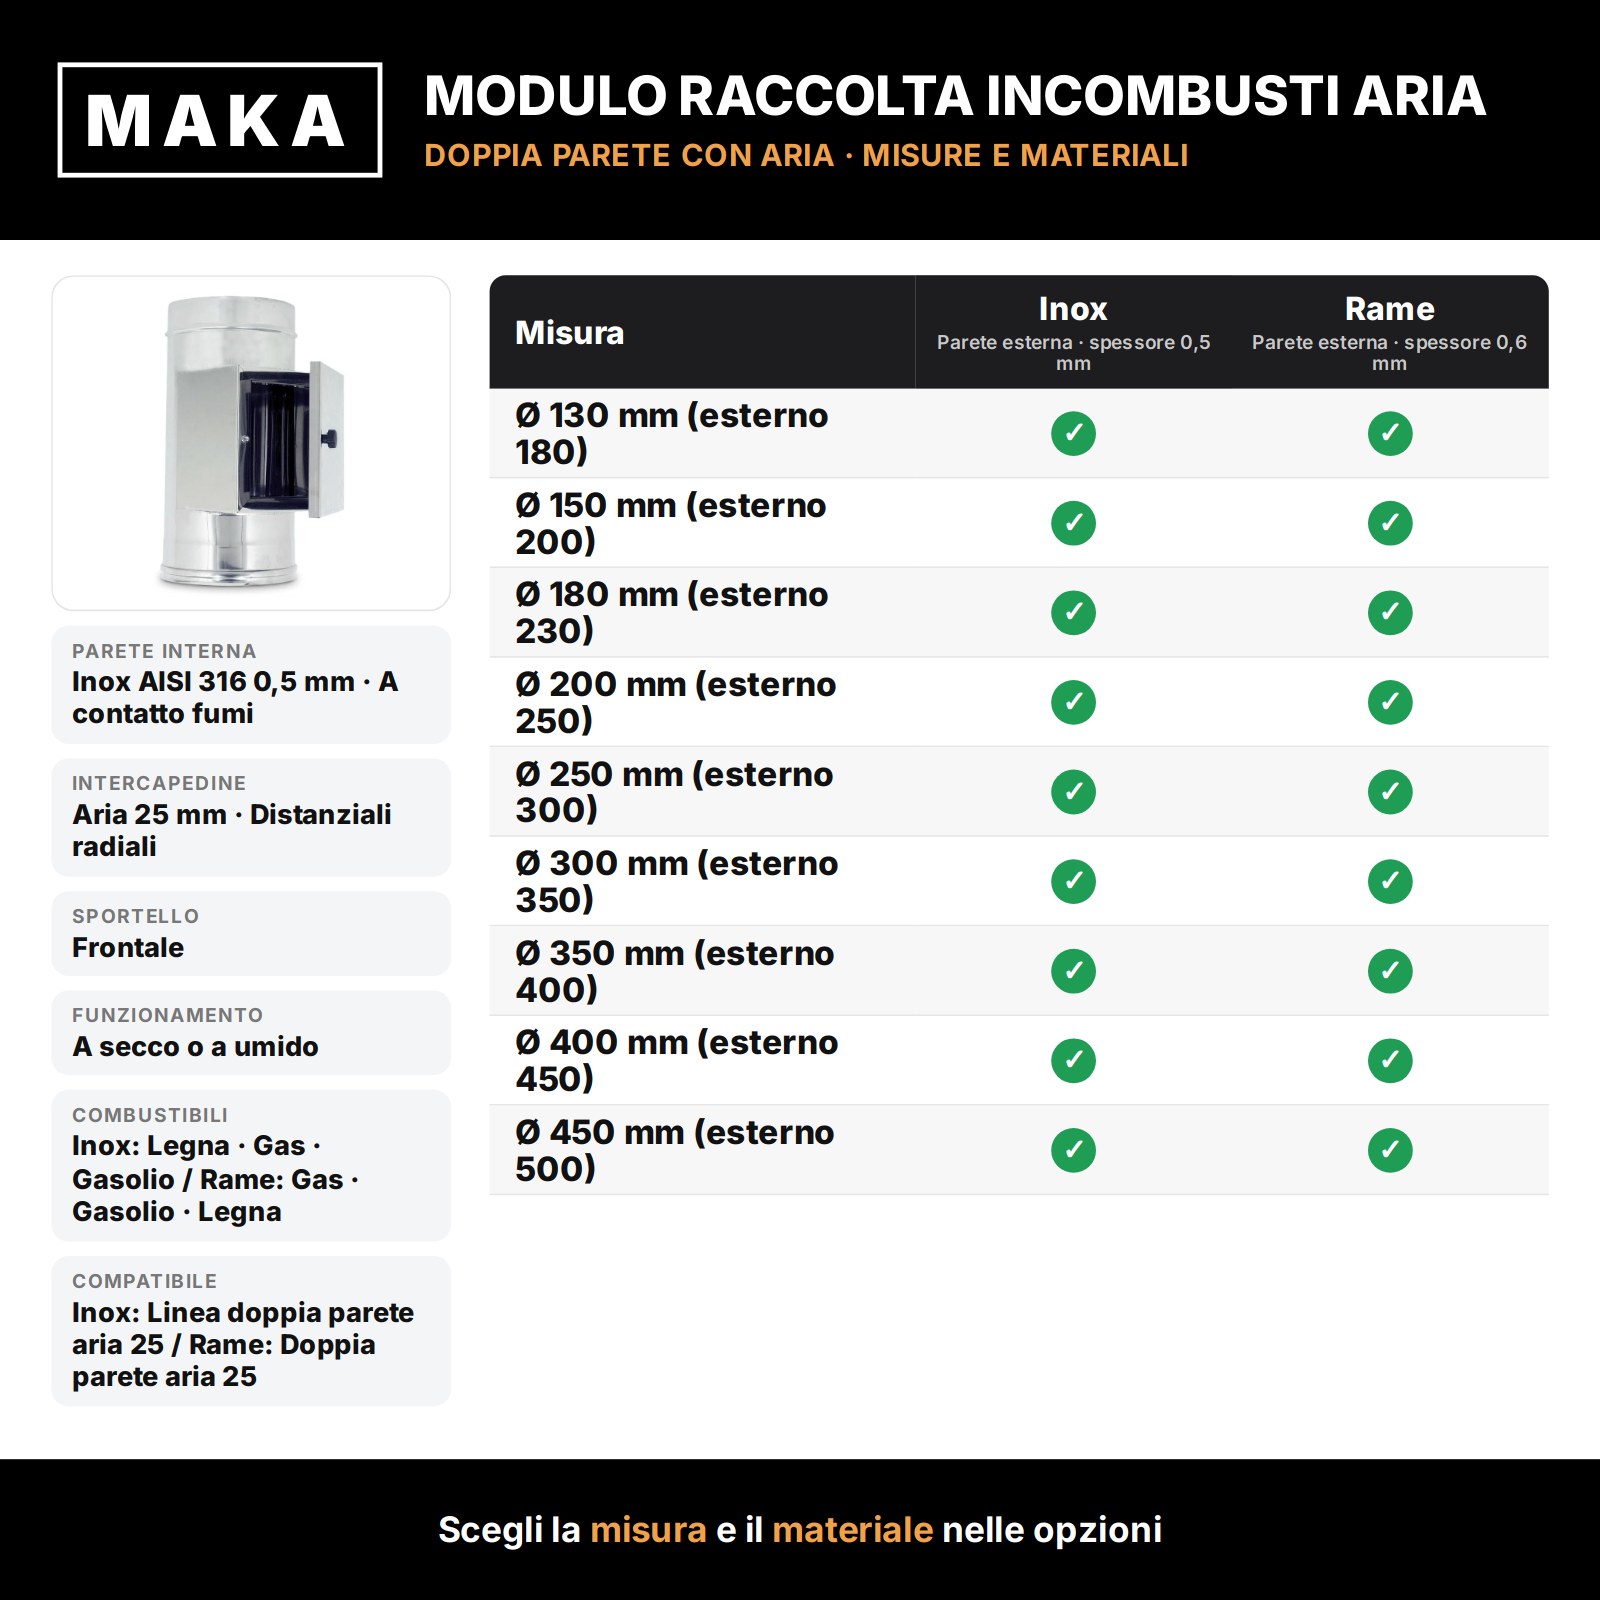 MAKA
MODULO RACCOLTA INCOMBUSTI ARIA
DOPPIA PARETE CON ARIA · MISURE E MATERIALI
PARETE INTERNA
Inox AISI 316 0,5 mm · A
contatto fumi
INTERCAPEDINE
Aria 25 mm · Distanziali
radiali
SPORTELLO
Frontale
FUNZIONAMENTO
A secco o a umido
COMBUSTIBILI
Inox: Legna · Gas ·
Gasolio / Rame: Gas ·
Gasolio · Legna
COMPATIBILE
Inox: Linea doppia parete
aria 25 / Rame: Doppia
parete aria 25
Misura
Inox
Parete esterna · spessore 0,5
mm
Rame
Parete esterna · spessore 0,6
mm
Ø 130 mm (esterno
180)
✓ ✓
Ø 150 mm (esterno
200)
✓ ✓
Ø 180 mm (esterno
230)
✓ ✓
Ø 200 mm (esterno
250)
✓ ✓
Ø 250 mm (esterno
300)
✓ ✓
Ø 300 mm (esterno
350)
✓ ✓
Ø 350 mm (esterno
400)
✓ ✓
Ø 400 mm (esterno
450)
✓ ✓
Ø 450 mm (esterno
500)
✓ ✓
Scegli la misura e il materiale nelle opzioni